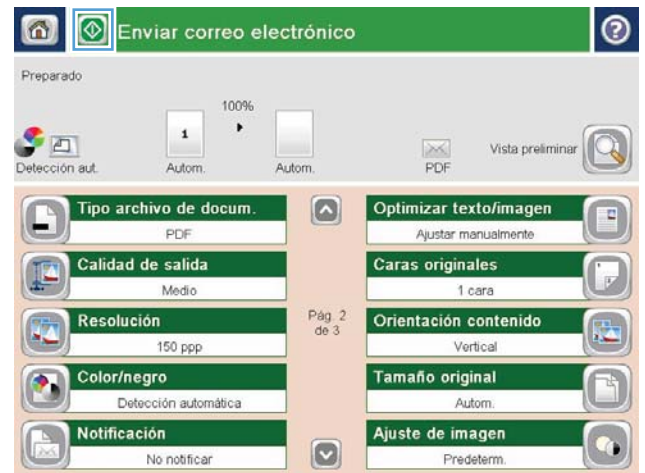 Enviar correo electrónico
?
Preparado
100%
1
Detección aut.
Autom.
Autom.
PDF
Vista preliminar
Tipo archivo de docum.
PDF
Optimizar texto/imagen
Ajustar manualmente
Calidad de salida
Medio
Caras originales
1 cara
Resolución
150 ppp
Pág. 2
de 3
Orientación contenido
Vertical
Color/negro
Detección automática
Tamaño original
Autom.
Notificación
No notificar
Ajuste de imagen
Predeterm.